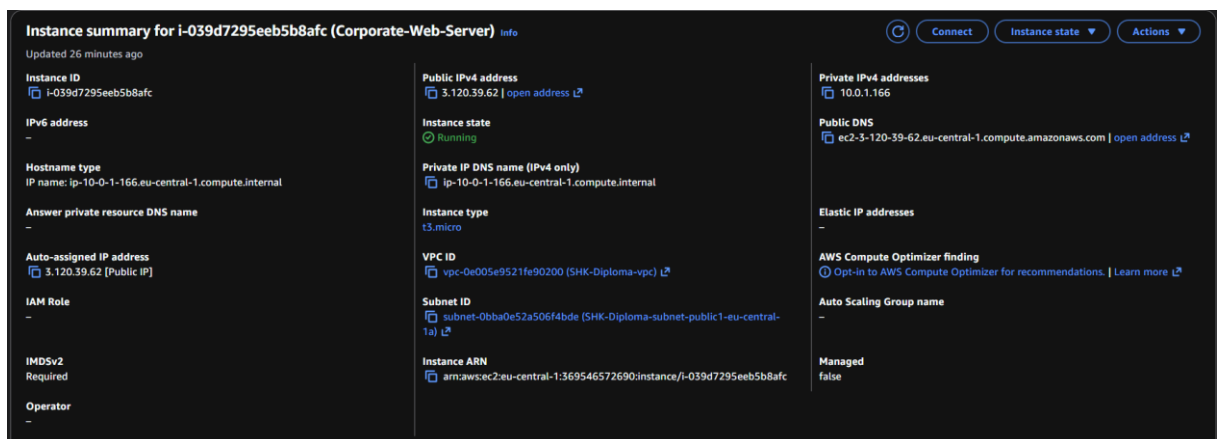 Instance summary for i-039d7295eeb5b8afc (Corporate-Web-Server) Info
Connect
Instance state
Actions
Updated 26 minutes ago
Instance ID
i-039d7295eeb5b8afc
Public IPv4 address
3.120.39.62 | open address
Private IPv4 addresses
10.0.1.166
IPv6 address
–
Instance state
Running
Public DNS
ec2-3-120-39-62.eu-central-1.compute.amazonaws.com | open address
Hostname type
IP name: ip-10-0-1-166.eu-central-1.compute.internal
Private IP DNS name (IPv4 only)
ip-10-0-1-166.eu-central-1.compute.internal
Answer private resource DNS name
–
Instance type
t3.micro
Elastic IP addresses
–
Auto-assigned IP address
3.120.39.62 [Public IP]
VPC ID
vpc-0e005e9521fe90200 (SHK-Diploma-vpc)
AWS Compute Optimizer finding
Opt-in to AWS Compute Optimizer for recommendations. | Learn more
IAM Role
–
Subnet ID
subnet-0bba0e52a506f4bde (SHK-Diploma-subnet-public1-eu-central-
1a)
Auto Scaling Group name
–
IMDSv2
Required
Instance ARN
arn:aws:ec2:eu-central-1:369546572690:instance/i-039d7295eeb5b8afc
Managed
false
Operator
–